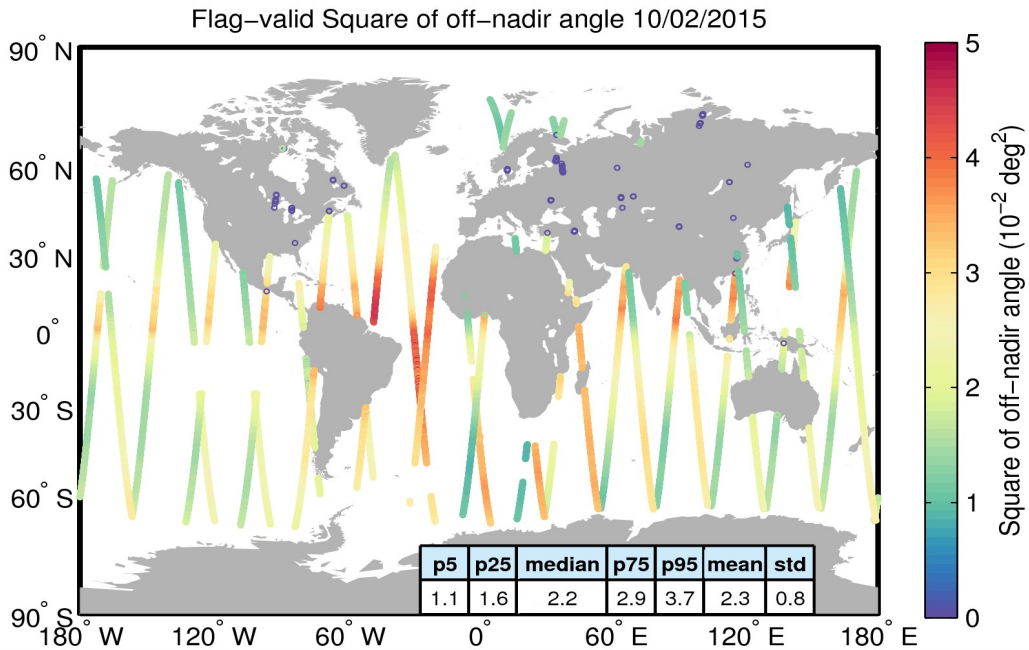 Flag−valid Square of off−nadir angle 10/02/2015
90° N
60° N
30° N
0°
30° S
60° S
90° S
180° W
120° W
60° W
0°
60° E
120° E
180° E
p5 p25 median p75 p95 mean std
1.1 1.6 2.2 2.9 3.7 2.3 0.8
5
4
3
2
1
0
Square of off−nadir angle (10⁻² deg²)